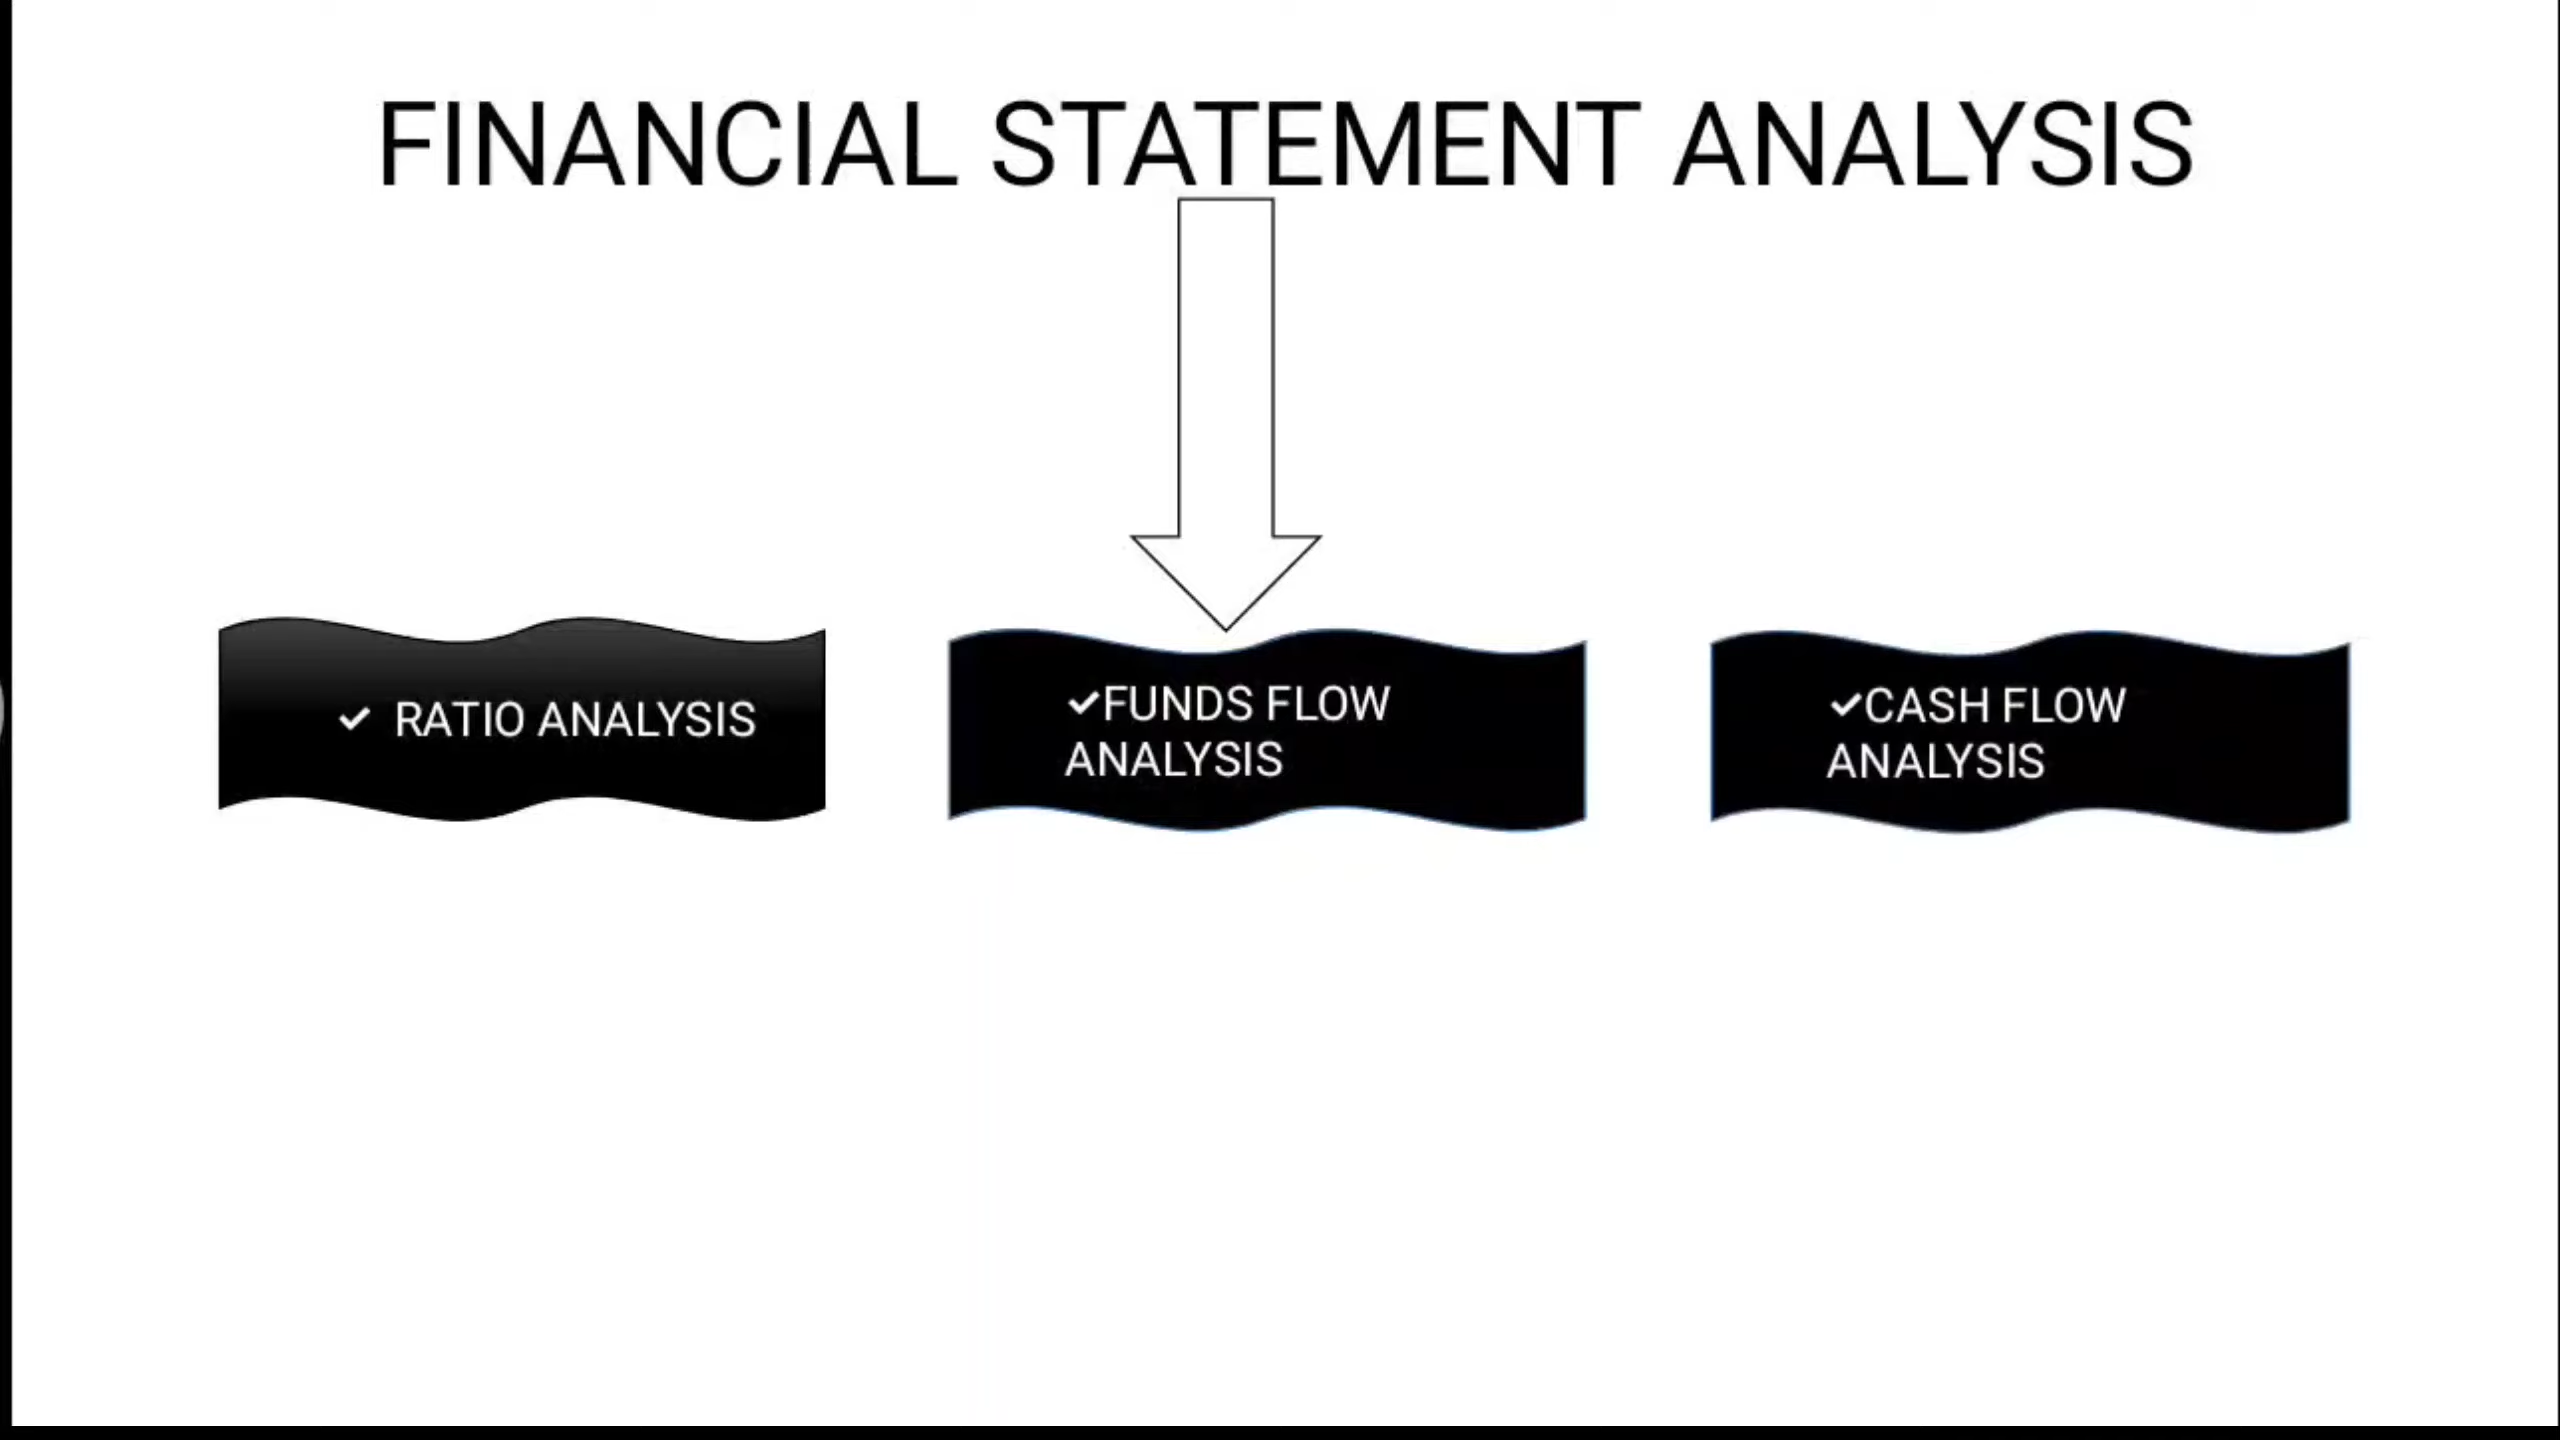 FINANCIAL STATEMENT ANALYSIS
✓ RATIO ANALYSIS
✓FUNDS FLOW
ANALYSIS
✓CASH FLOW
ANALYSIS